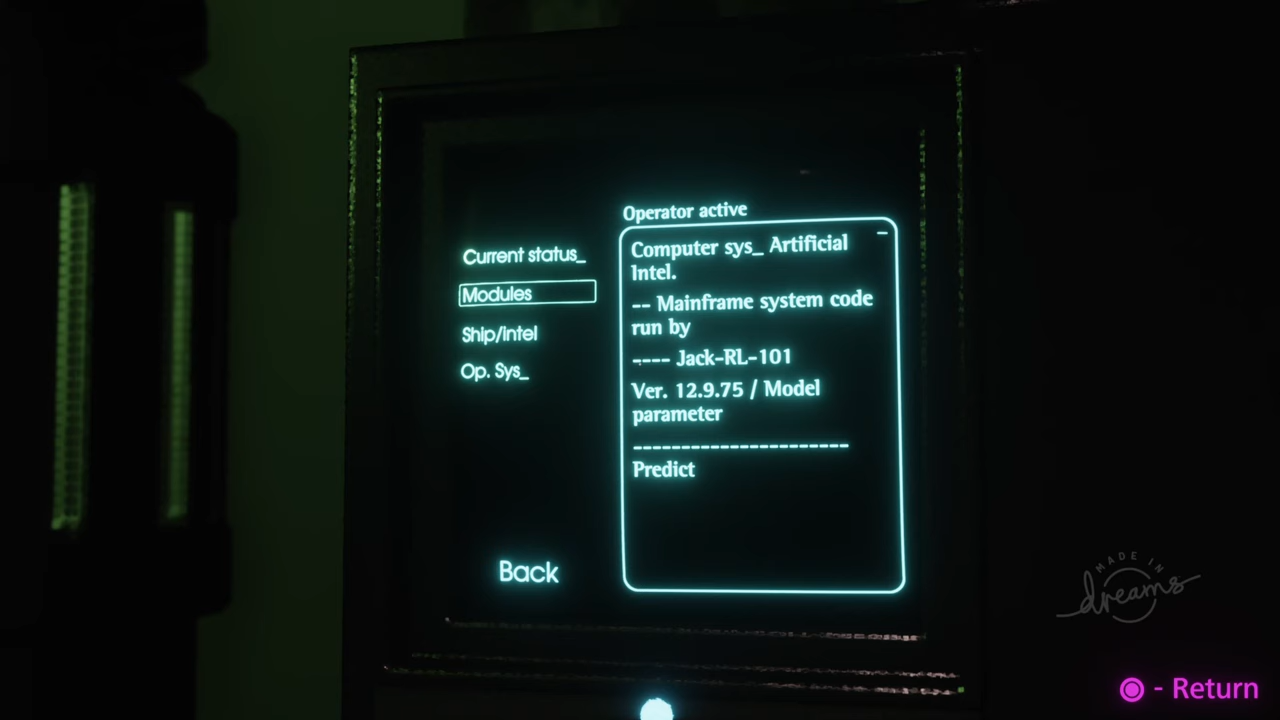 Operator active
Current status_
Modules
Ship/intel
Op. Sys_
Back
Computer sys_ Artificial
Intel.
-- Mainframe system code
run by
---- Jack-RL-101
Ver. 12.9.75 / Model
parameter
----------------------
Predict
MADE IN
dreams
- Return